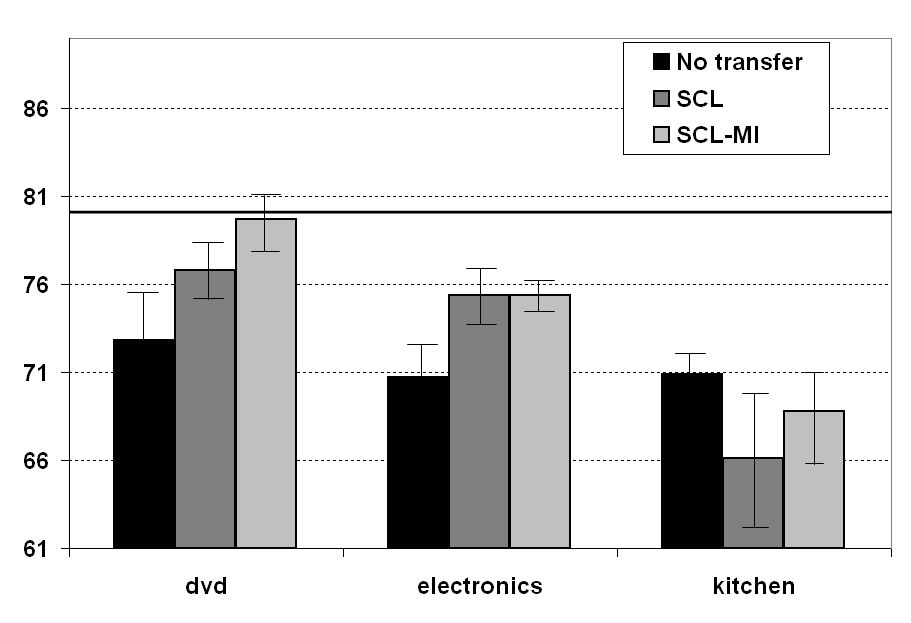 No transfer
SCL
SCL-MI
86
81
76
71
66
61
dvd electronics kitchen